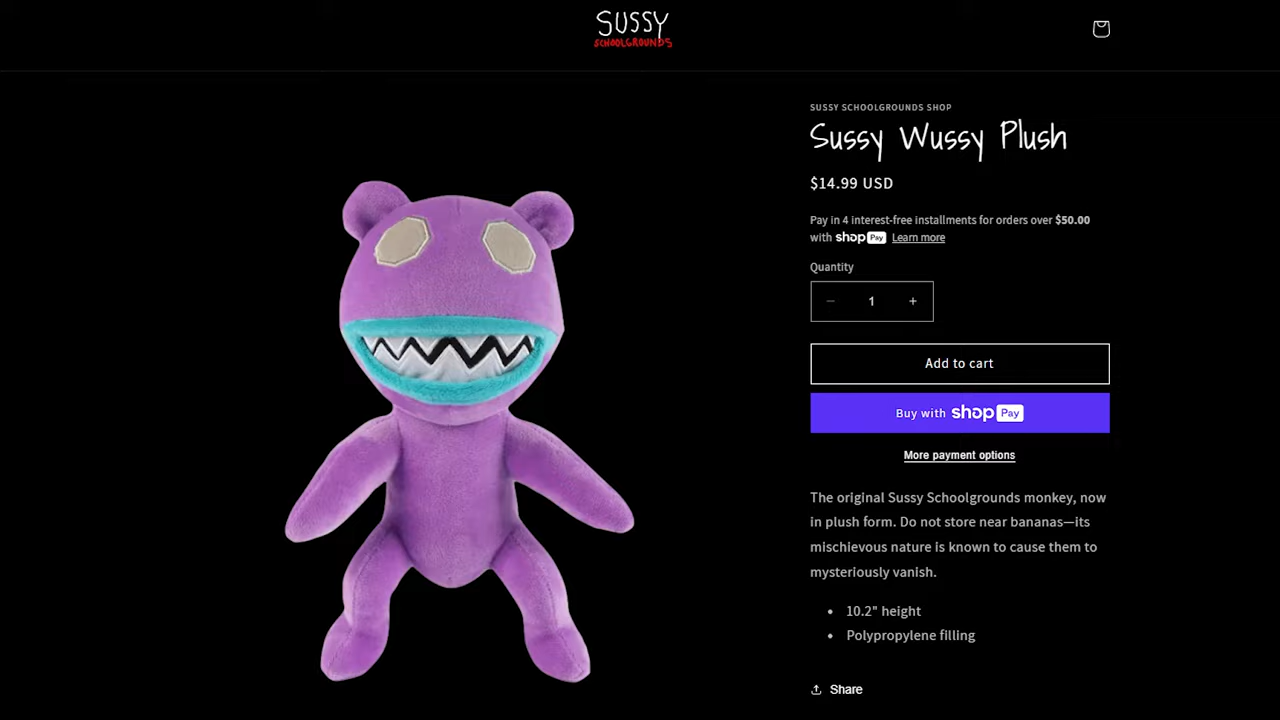 SUSSY
SCHOOLGROUNDS
SUSSY SCHOOLGROUNDS SHOP
Sussy Wussy Plush
$14.99 USD
Pay in 4 interest-free installments for orders over $50.00
with shop Pay Learn more
Quantity
1
Add to cart
Buy with shop Pay
More payment options
The original Sussy Schoolgrounds monkey, now
in plush form. Do not store near bananas—its
mischievous nature is known to cause them to
mysteriously vanish.
• 10.2" height
• Polypropylene filling
Share